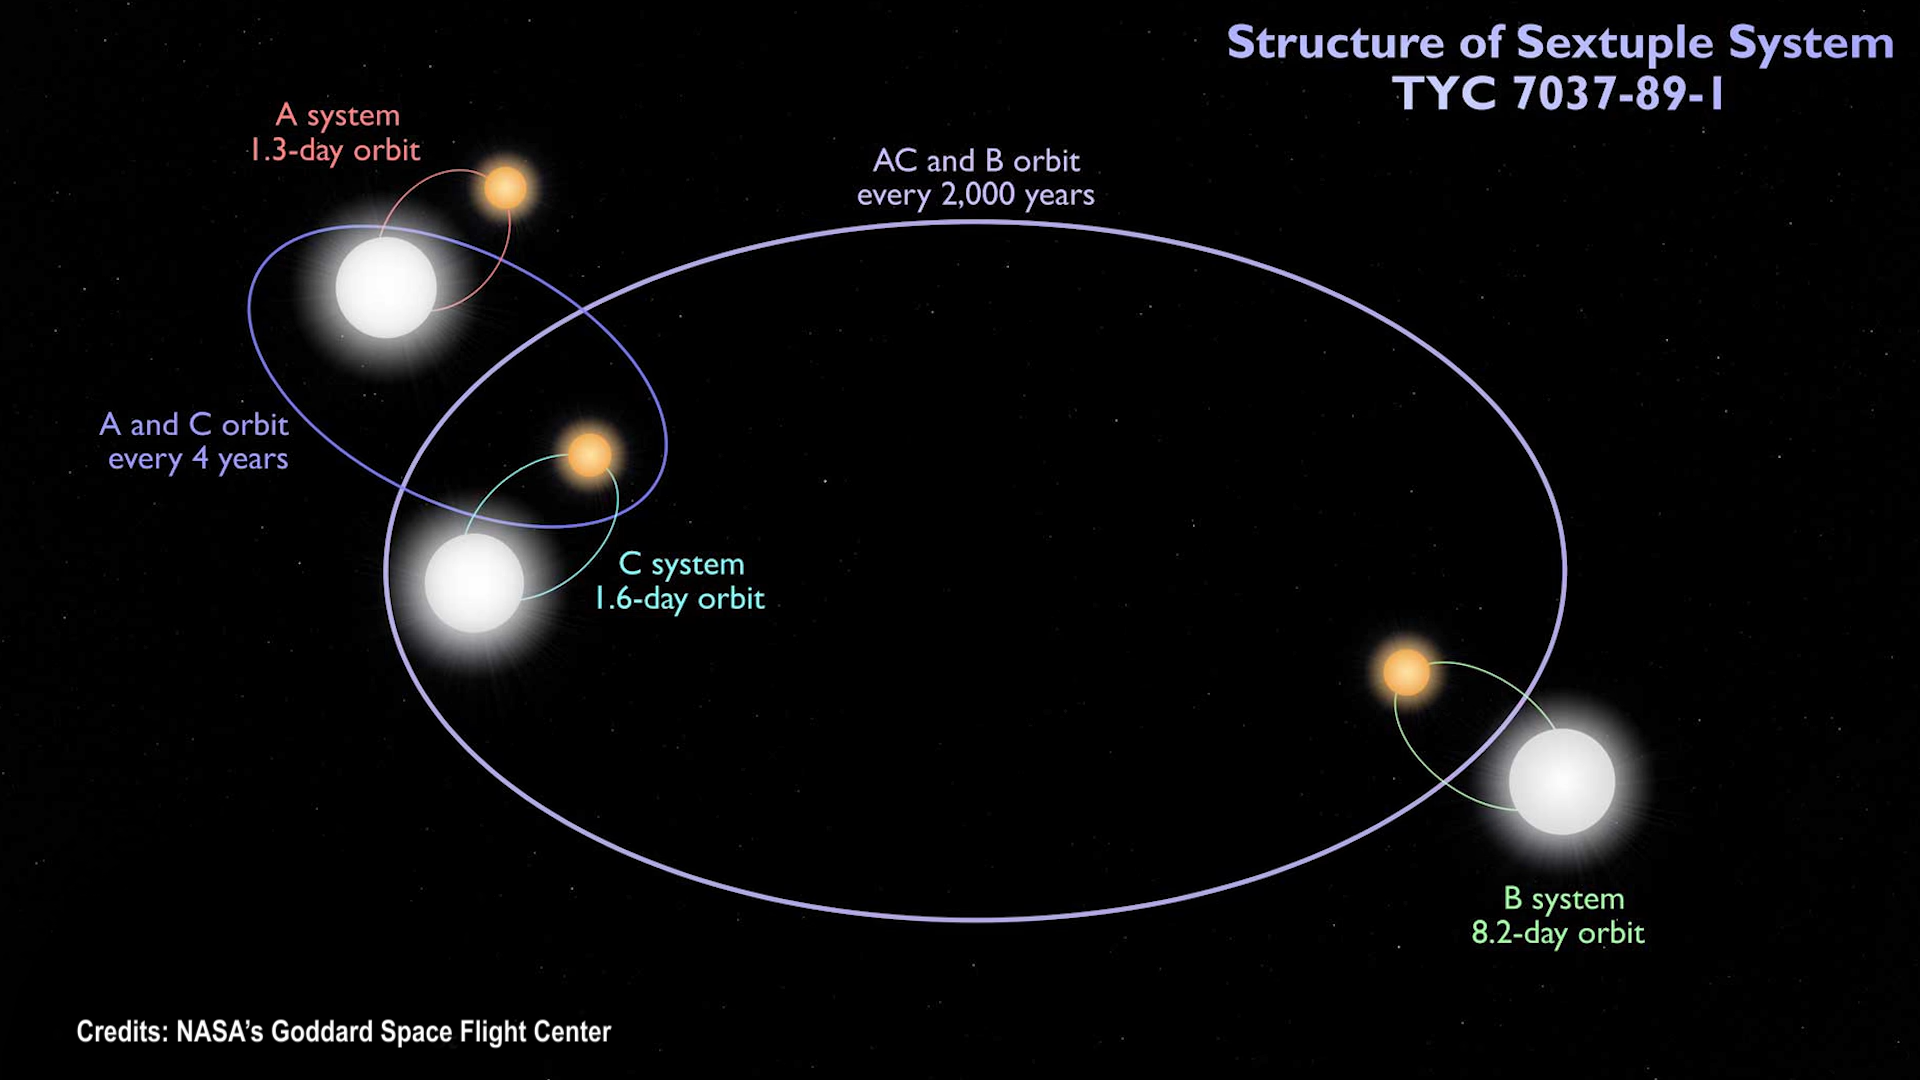 Structure of Sextuple System
TYC 7037-89-1
A system
1.3-day orbit
AC and B orbit
every 2,000 years
A and C orbit
every 4 years
C system
1.6-day orbit
B system
8.2-day orbit
Credits: NASA’s Goddard Space Flight Center